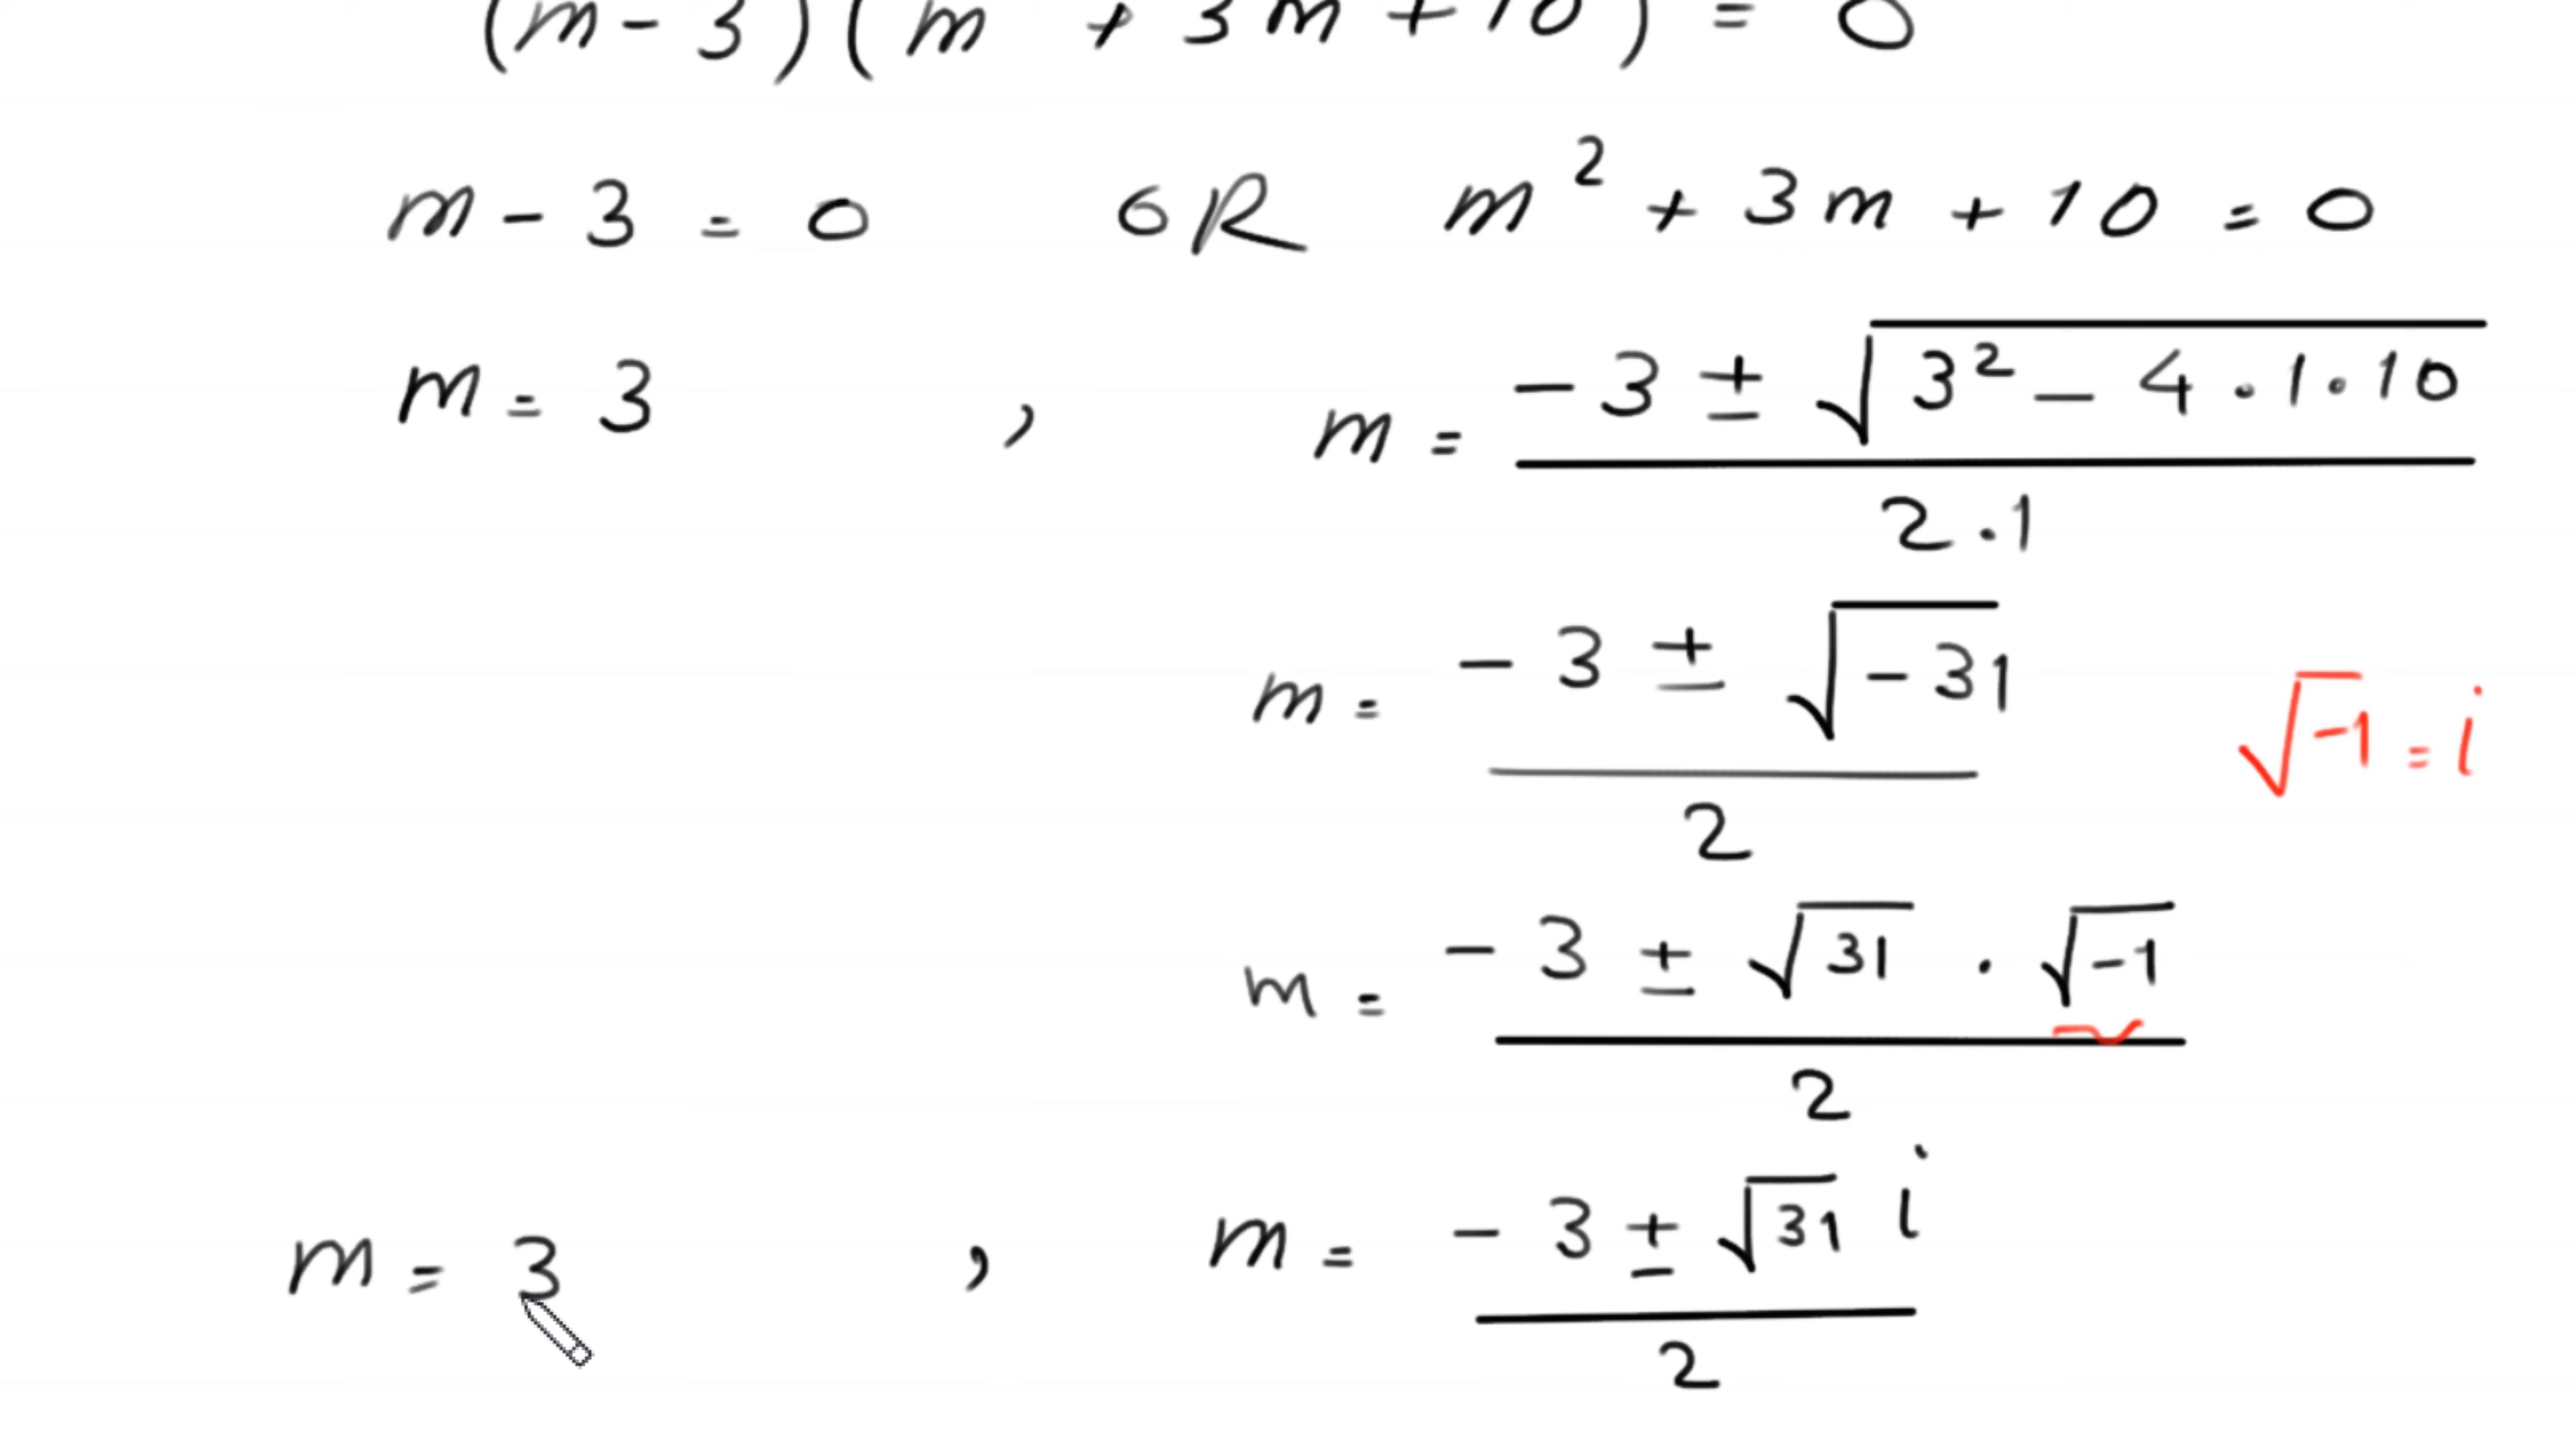 (m - 3)(m + 3m + 10) = 0
m - 3 = 0 OR m² + 3m + 10 = 0
m = 3 , m = (-3 ± √(3² - 4 · 1 · 10)) / (2 · 1)
m = (-3 ± √(-31)) / 2 √-1 = i
m = (-3 ± √31 · √-1) / 2
m = 3 , m = (-3 ± √31 i) / 2